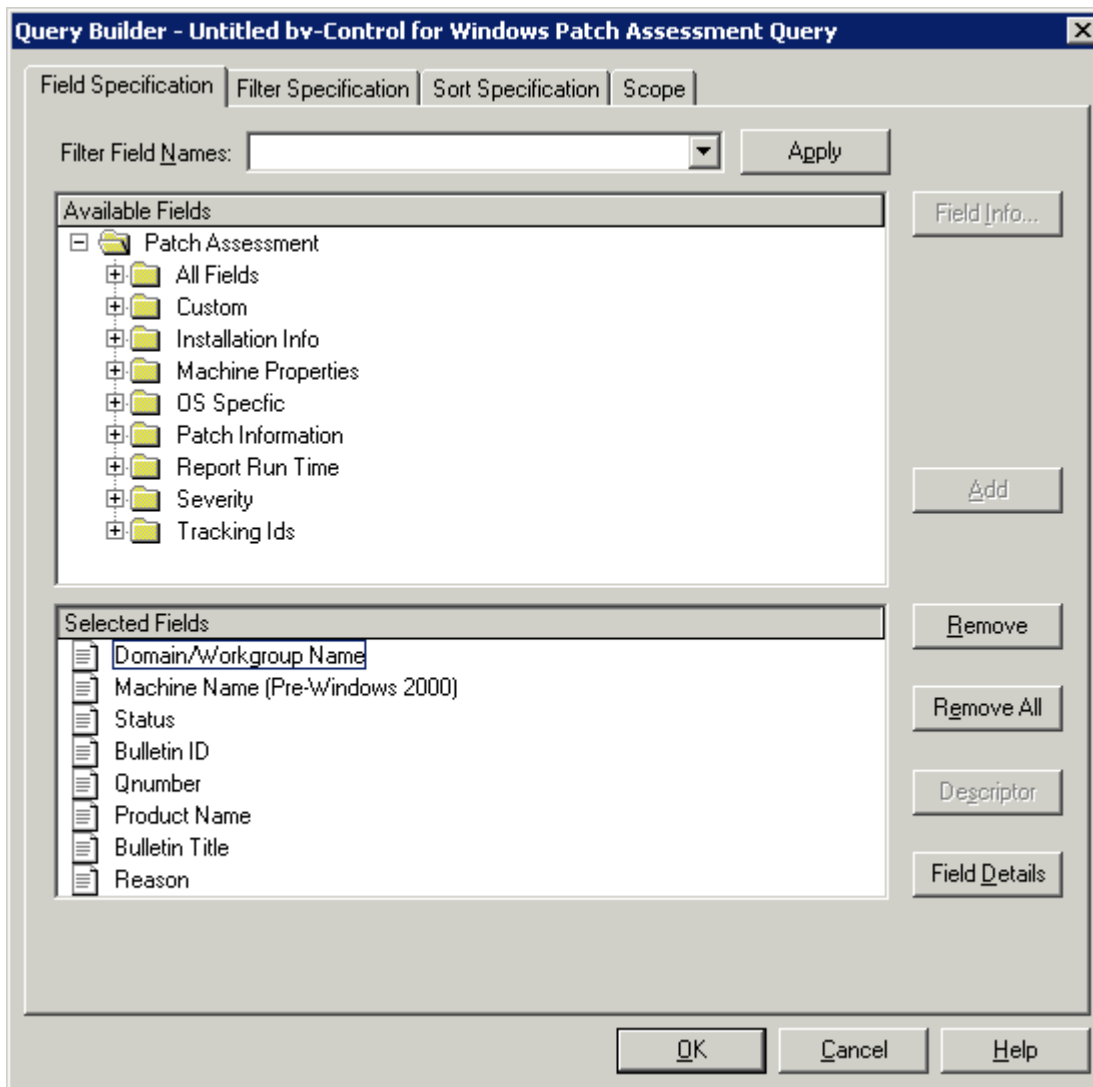 Query Builder - Untitled bv-Control for Windows Patch Assessment Query
Field Specification Filter Specification Sort Specification Scope
Filter Field Names: Apply
Available Fields Field Info...
Patch Assessment
All Fields
Custom
Installation Info
Machine Properties
OS Specfic
Patch Information
Report Run Time
Severity
Add
Tracking Ids
Selected Fields Remove
Domain/Workgroup Name
Machine Name (Pre-Windows 2000)
Status
Remove All
Bulletin ID
Qnumber
Descriptor
Product Name
Bulletin Title
Reason
Field Details
OK Cancel Help